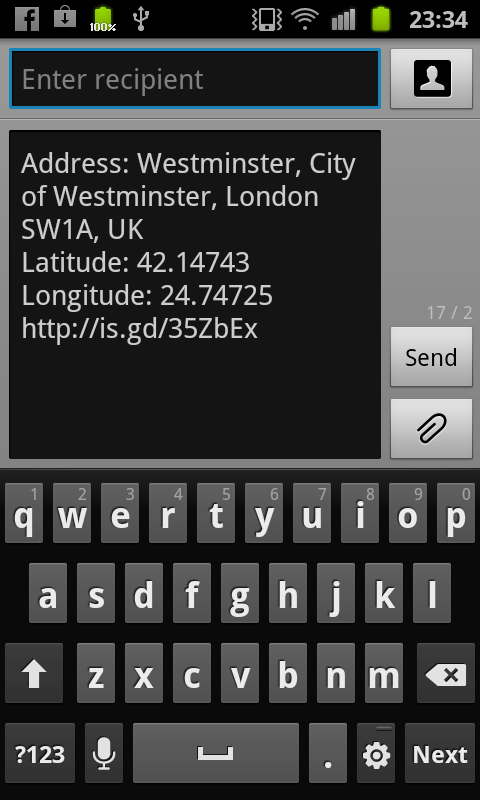 100%
23:34
Enter recipient
Address: Westminster, City
of Westminster, London
SW1A, UK
Latitude: 42.14743
Longitude: 24.74725
http://is.gd/35ZbEx
17 / 2
Send
1 2 3 4 5 6 7 8 9 0
q w e r t y u i o p
a s d f g h j k l
z x c v b n m
?123 . Next